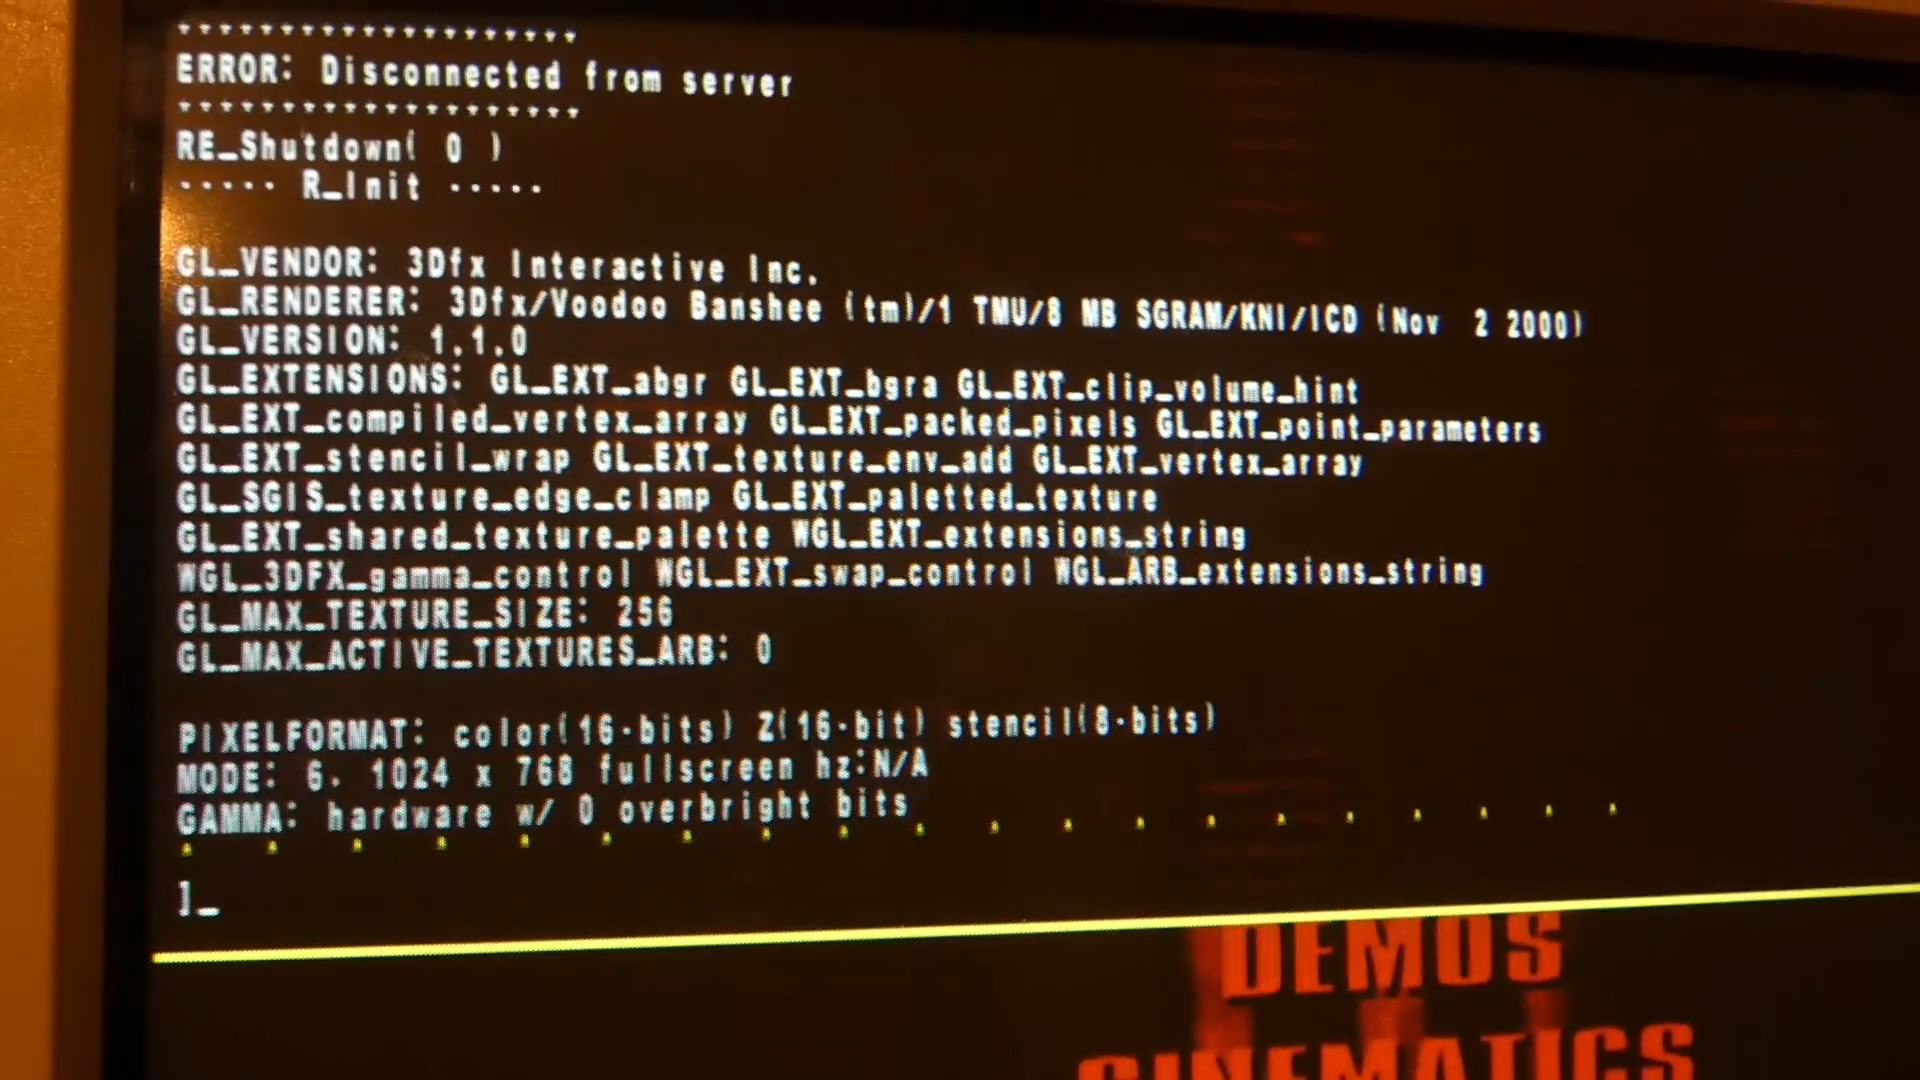 *******************
ERROR: Disconnected from server
*******************
RE_Shutdown( 0 )
----- R_Init -----
GL_VENDOR: 3Dfx Interactive Inc.
GL_RENDERER: 3Dfx/Voodoo Banshee (tm)/1 TMU/8 MB SGRAM/KNI/ICD (Nov  2 2000)
GL_VERSION: 1.1.0
GL_EXTENSIONS: GL_EXT_abgr GL_EXT_bgra GL_EXT_clip_volume_hint
GL_EXT_compiled_vertex_array GL_EXT_packed_pixels GL_EXT_point_parameters
GL_EXT_stencil_wrap GL_EXT_texture_env_add GL_EXT_vertex_array
GL_SGIS_texture_edge_clamp GL_EXT_paletted_texture
GL_EXT_shared_texture_palette WGL_EXT_extensions_string
WGL_3DFX_gamma_control WGL_EXT_swap_control WGL_ARB_extensions_string
GL_MAX_TEXTURE_SIZE: 256
GL_MAX_ACTIVE_TEXTURES_ARB: 0
PIXELFORMAT: color(16-bits) Z(16-bit) stencil(8-bits)
MODE: 6, 1024 x 768 fullscreen hz:N/A
GAMMA: hardware w/ 0 overbright bits
^ ^ ^ ^ ^ ^ ^ ^ ^ ^ ^ ^ ^ ^ ^ ^ ^ ^ ^ ^
]_
DEMOS
CINEMATICS